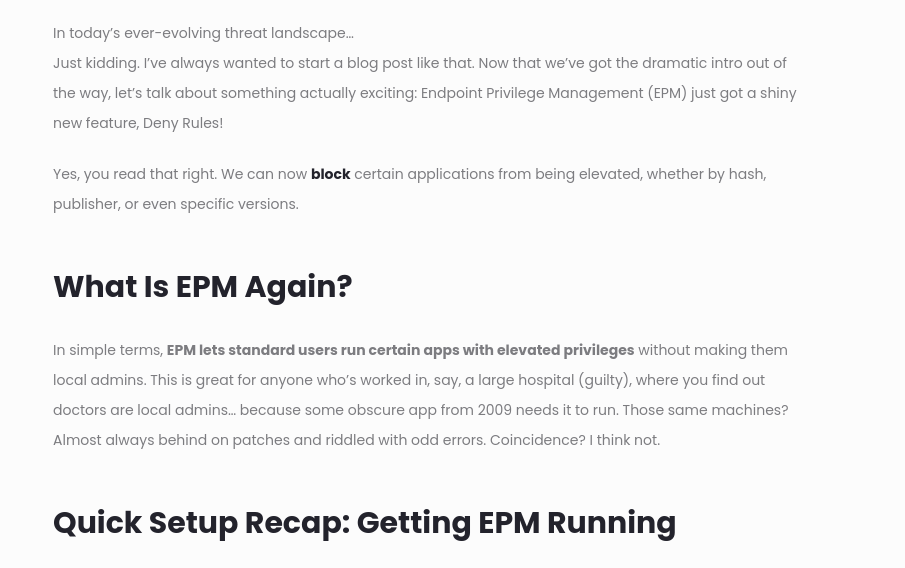 In today’s ever-evolving threat landscape…
Just kidding. I’ve always wanted to start a blog post like that. Now that we’ve got the dramatic intro out of
the way, let’s talk about something actually exciting: Endpoint Privilege Management (EPM) just got a shiny
new feature, Deny Rules!
Yes, you read that right. We can now block certain applications from being elevated, whether by hash,
publisher, or even specific versions.
What Is EPM Again?
In simple terms, EPM lets standard users run certain apps with elevated privileges without making them
local admins. This is great for anyone who’s worked in, say, a large hospital (guilty), where you find out
doctors are local admins… because some obscure app from 2009 needs it to run. Those same machines?
Almost always behind on patches and riddled with odd errors. Coincidence? I think not.
Quick Setup Recap: Getting EPM Running